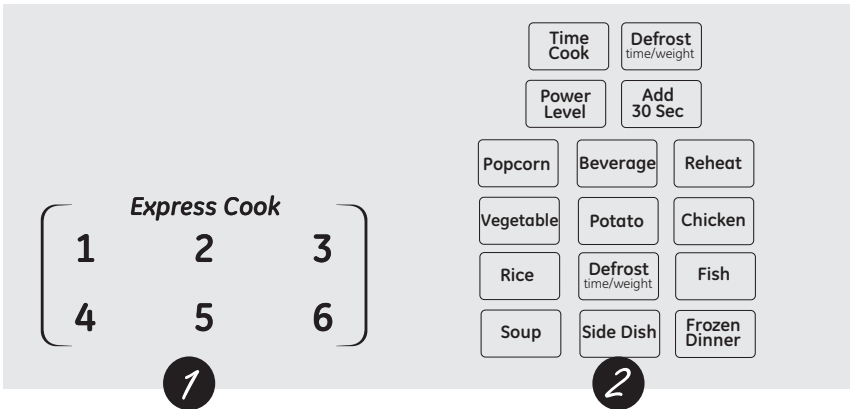 Time
Cook
Defrost
time/weight
Power
Level
Add
30 Sec
Popcorn
Beverage
Reheat
Vegetable
Potato
Chicken
Rice
Defrost
time/weight
Fish
Soup
Side Dish
Frozen
Dinner
2
Express Cook
1 2 3
4 5 6
1